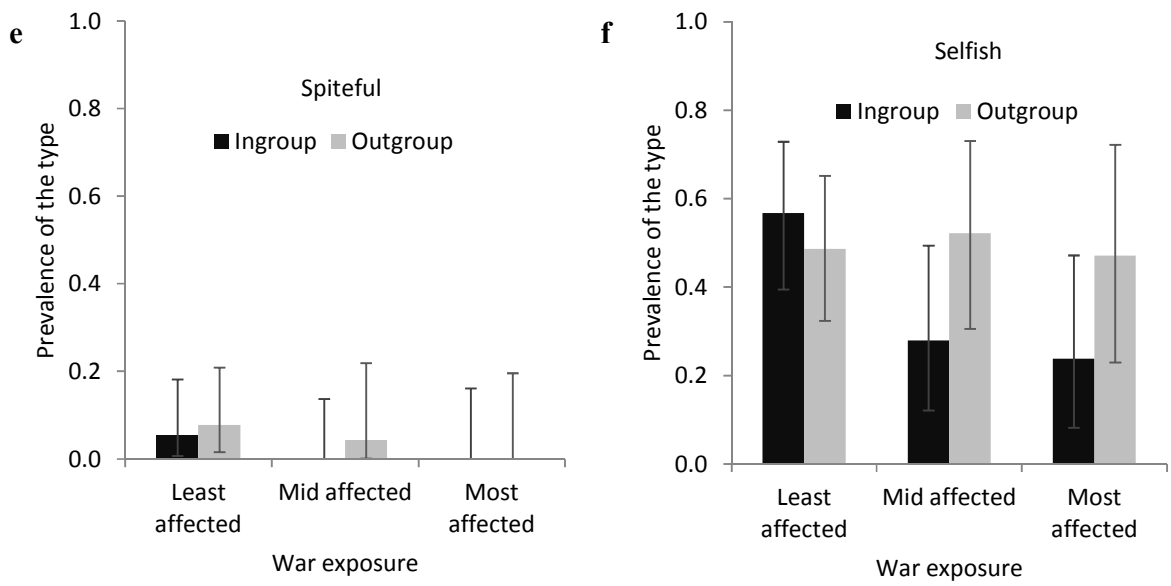 e
Spiteful
Ingroup Outgroup
Prevalence of the type
1.0
0.8
0.6
0.4
0.2
0.0
Least affected
Mid affected
Most affected
War exposure
f
Selfish
Ingroup Outgroup
Prevalence of the type
1.0
0.8
0.6
0.4
0.2
0.0
Least affected
Mid affected
Most affected
War exposure